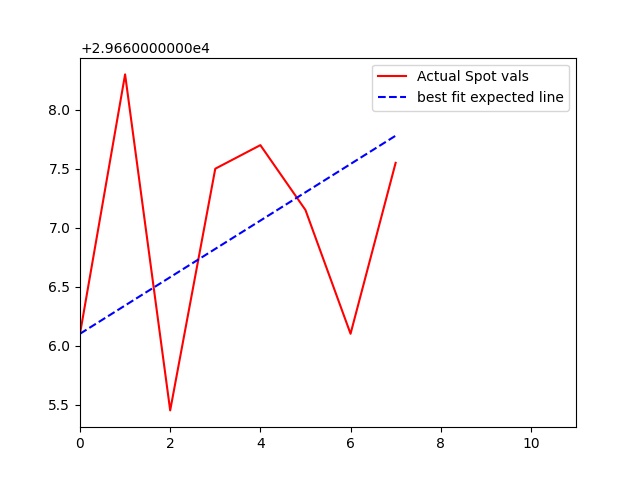 +2.9660000000e4
Actual Spot vals
best fit expected line
8.0
7.5
7.0
6.5
6.0
5.5
0 2 4 6 8 10